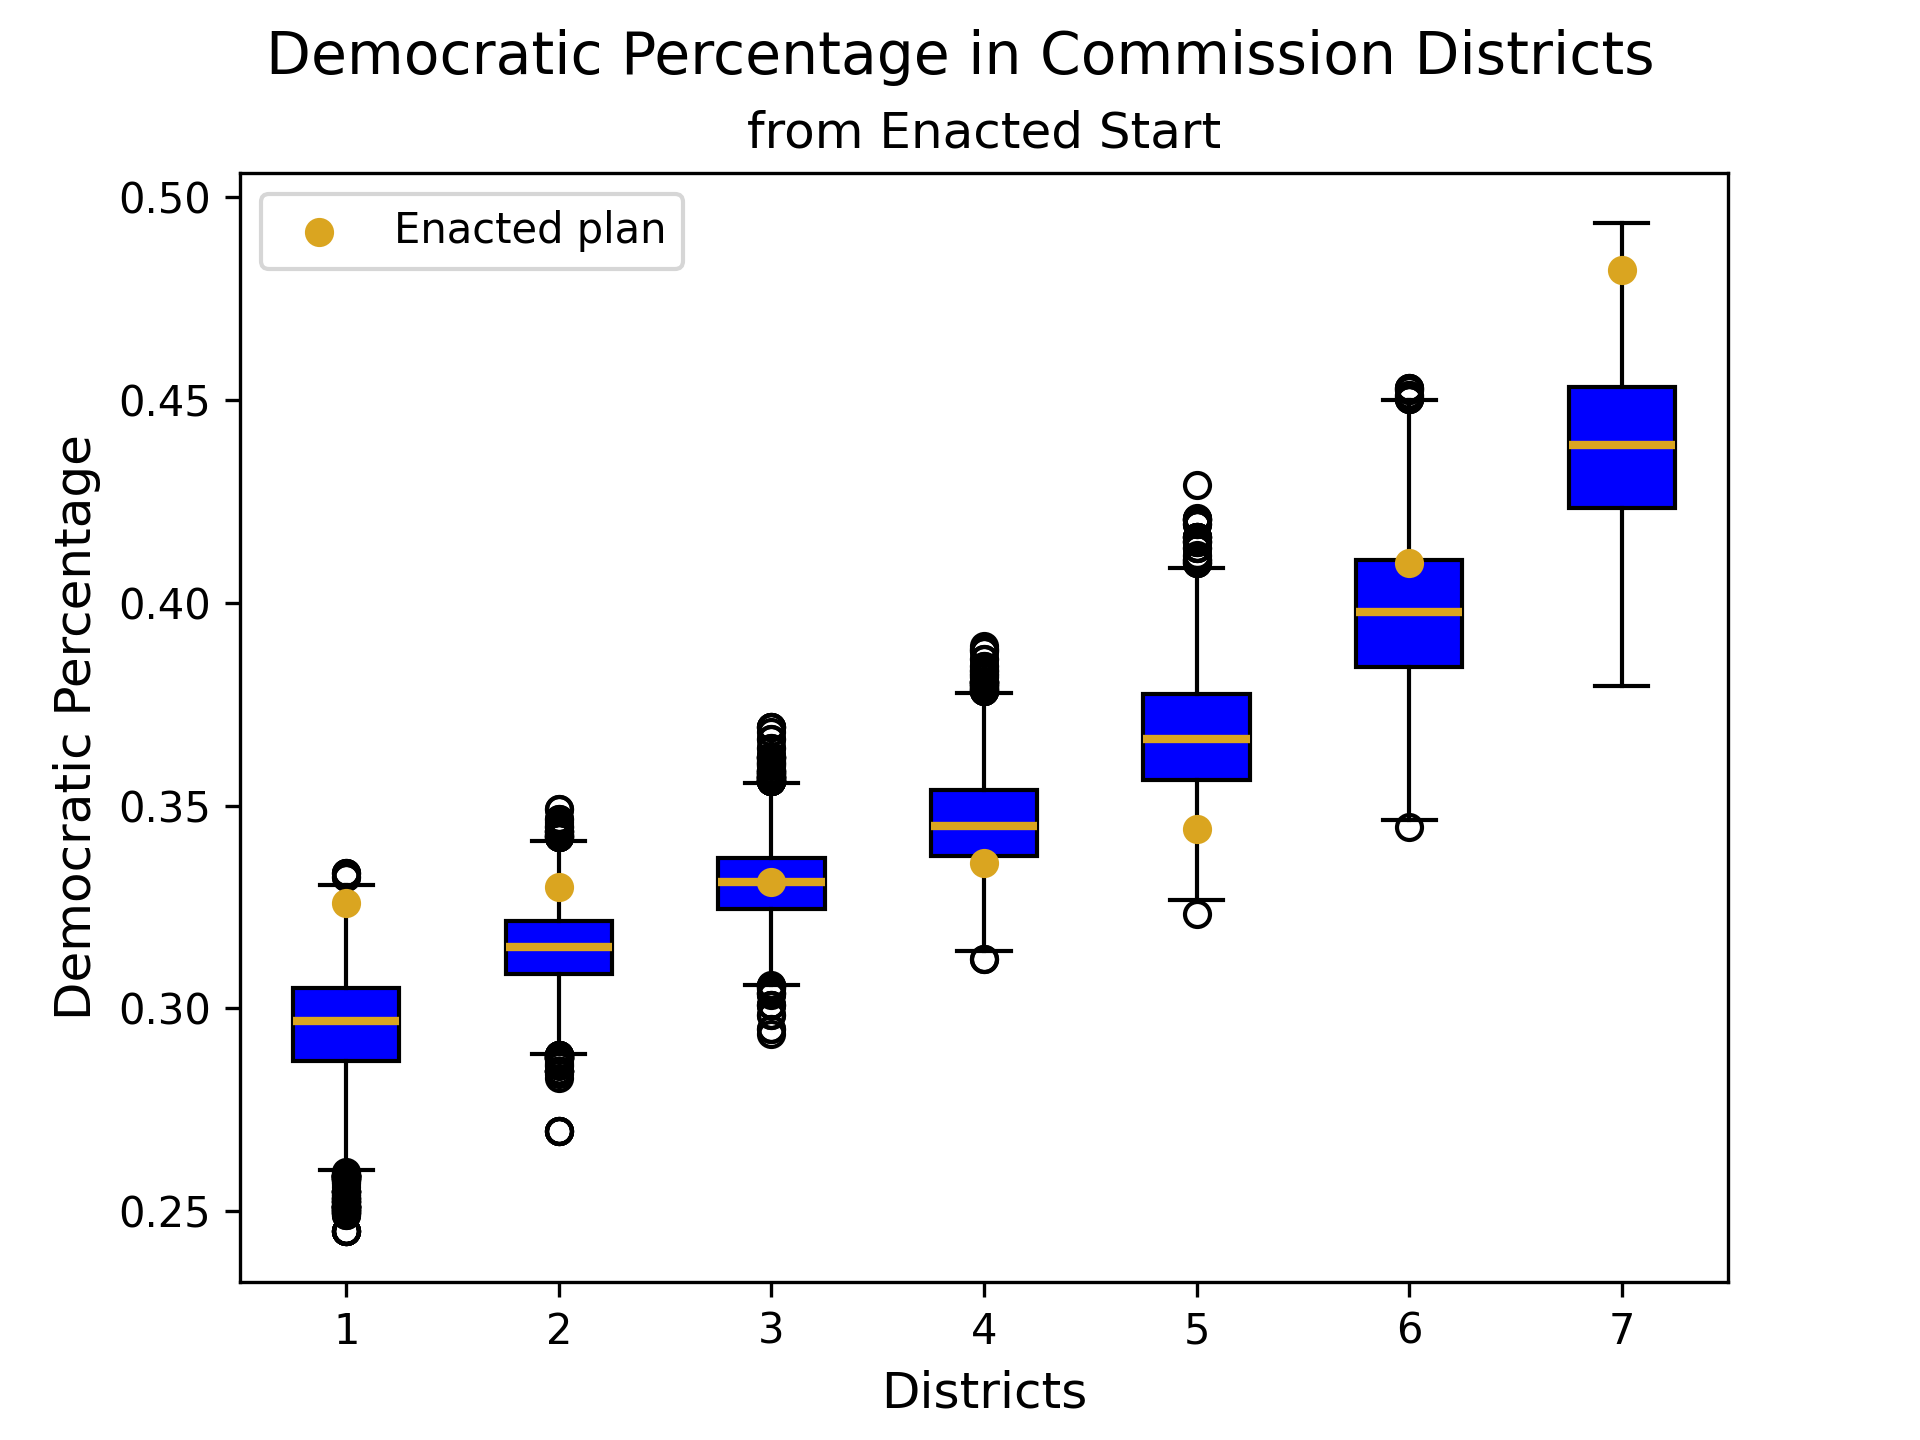 Democratic Percentage in Commission Districts
from Enacted Start
Enacted plan
Democratic Percentage
0.50
0.45
0.40
0.35
0.30
0.25
1 2 3 4 5 6 7
Districts